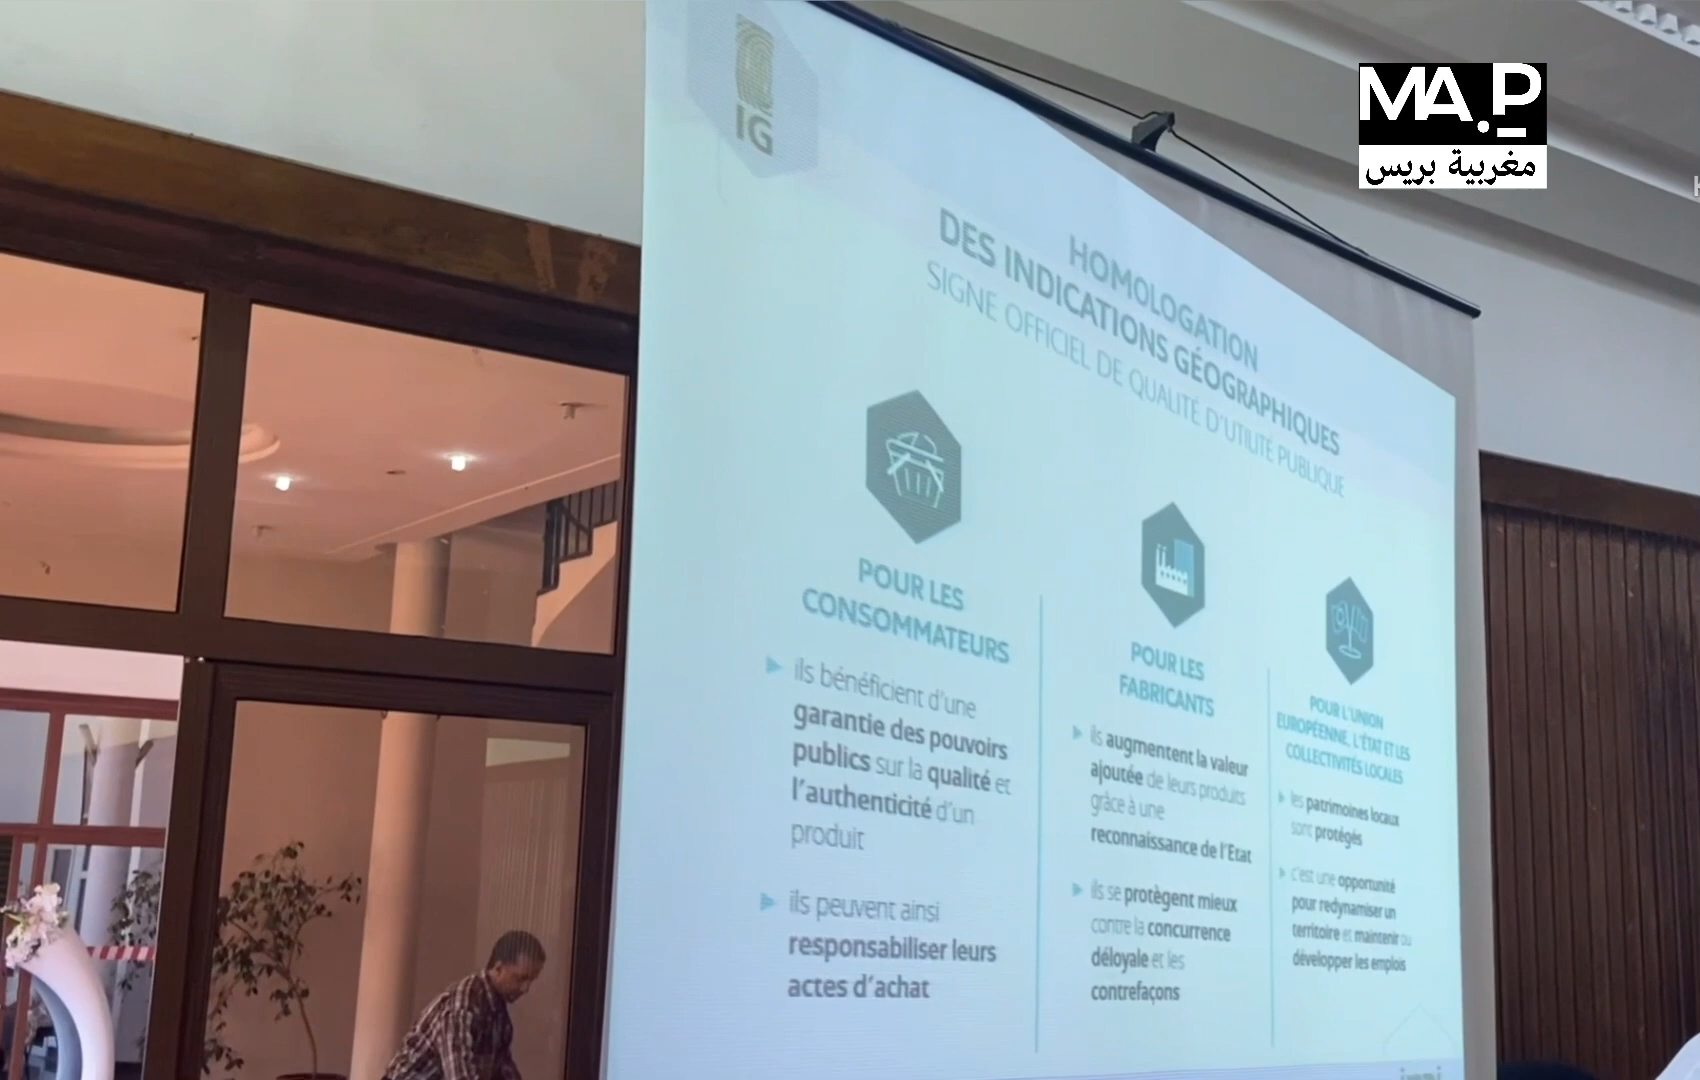 MA.P
مغربية بريس
IG
HOMOLOGATION
DES INDICATIONS GÉOGRAPHIQUES
SIGNE OFFICIEL DE QUALITÉ D'UTILITÉ PUBLIQUE
POUR LES
CONSOMMATEURS
ils bénéficient d'une
garantie des pouvoirs
publics sur la qualité et
l'authenticité d'un
produit
ils peuvent ainsi
responsabiliser leurs
actes d'achat
POUR LES
FABRICANTS
ils augmentent la valeur
ajoutée de leurs produits
grâce à une
reconnaissance de l'Etat
ils se protègent mieux
contre la concurrence
déloyale et les
contrefaçons
POUR L'UNION
EUROPÉENNE, L'ÉTAT ET LES
COLLECTIVITÉS LOCALES
les patrimoines locaux
sont protégés
c'est une opportunité
pour redynamiser un
territoire et maintenir ou
développer les emplois